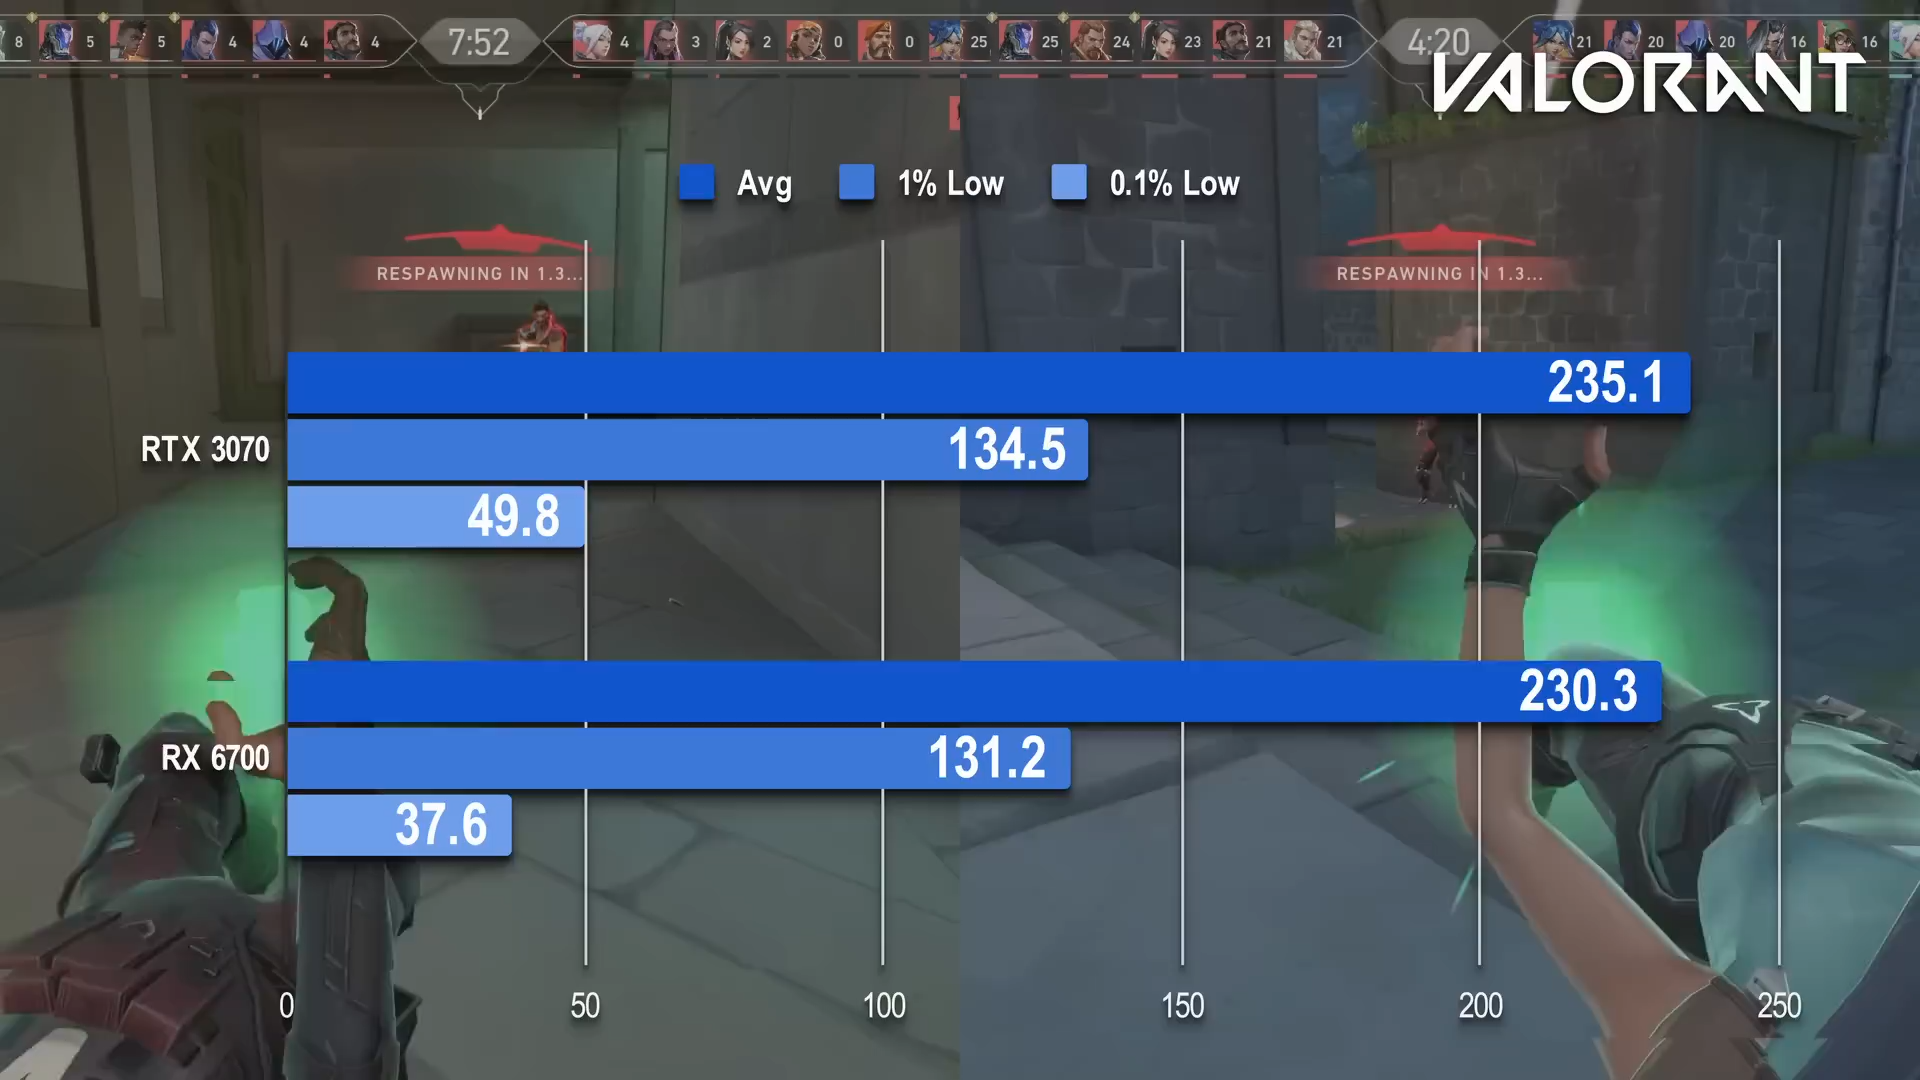 8 5 5 4 4 4 7:52 4 3 2 0 0 25 25 24 23 21 21 4:20 21 20 20 16 16
VALORANT
Avg 1% Low 0.1% Low
RESPAWNING IN 1.3... RESPAWNING IN 1.3...
235.1
RTX 3070 134.5
49.8
230.3
RX 6700 131.2
37.6
0 50 100 150 200 250